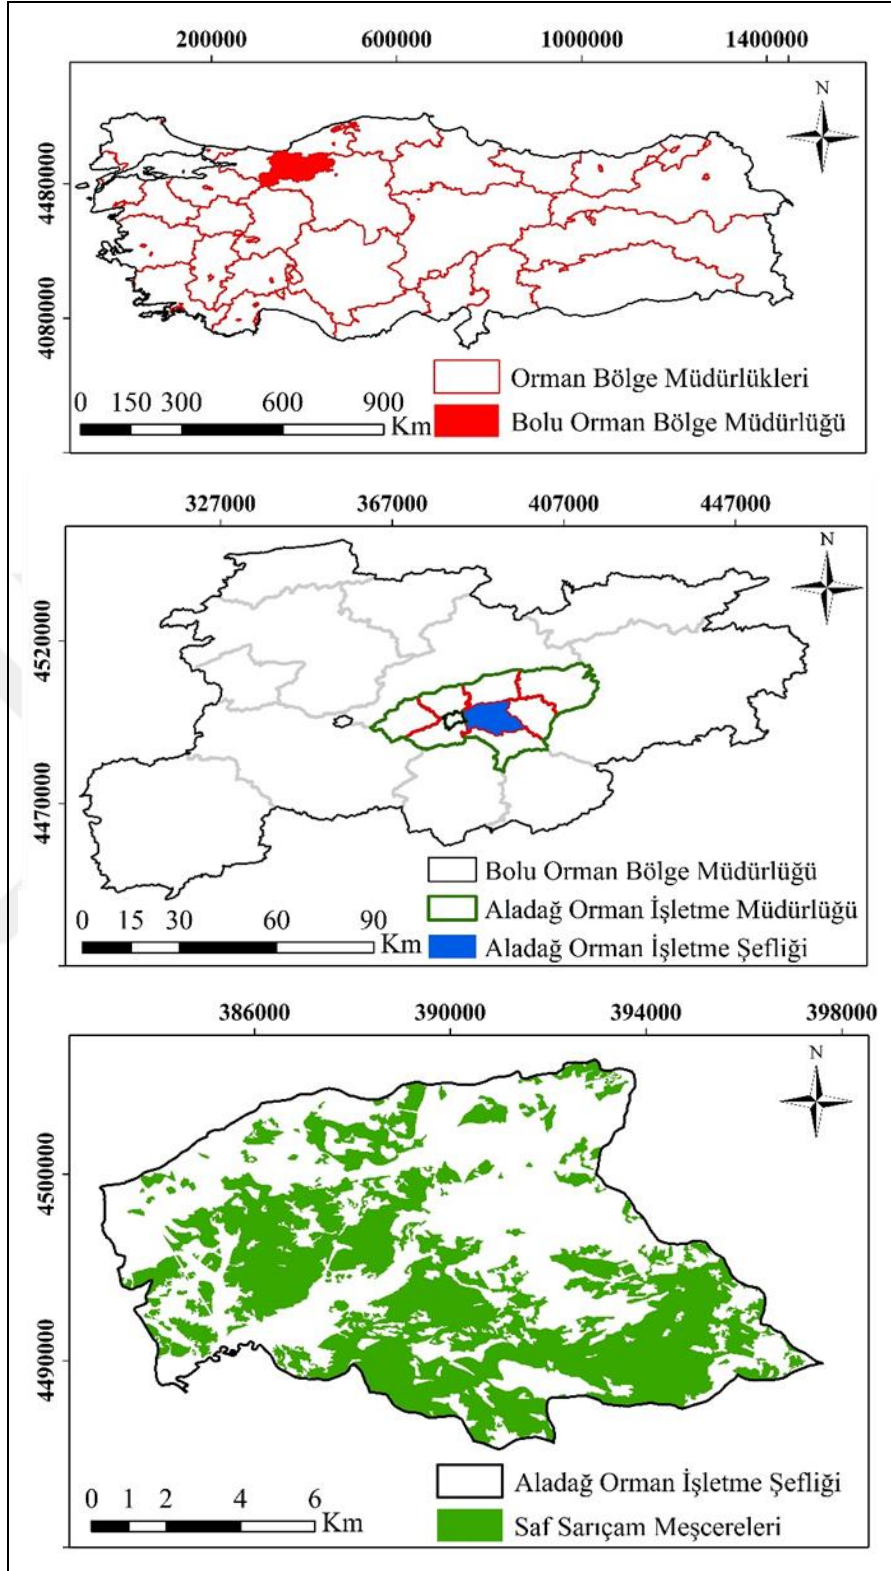 200000 600000 1000000 1400000
N
4480000
4080000
Orman Bölge Müdürlükleri
0 150 300 600 900
Km
Bolu Orman Bölge Müdürlüğü
327000 367000 407000 447000
N
4520000
4470000
Bolu Orman Bölge Müdürlüğü
Aladağ Orman İşletme Müdürlüğü
0 15 30 60 90
Km
Aladağ Orman İşletme Şefliği
386000 390000 394000 398000
N
4500000
4490000
Aladağ Orman İşletme Şefliği
0 1 2 4 6
Km
Saf Sarıçam Meşcereleri